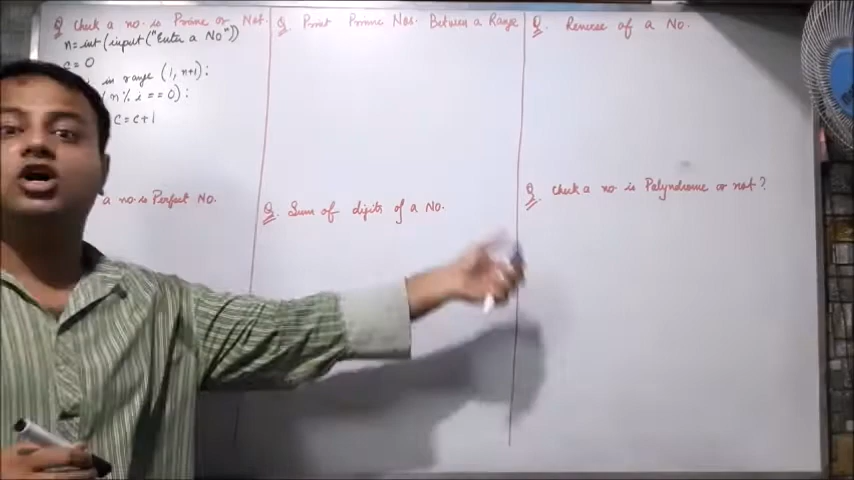 Q Check a no. is Prime or Not.
n=int(input("Enter a No"))
c=0
in range (1, n+1):
n % i == 0):
c=c+1
a no. is Perfect No.
Q. Print Prime Nos. Between a Range
Q. Sum of digits of a No.
Q. Reverse of a No.
Q. Check a no is Palyndrome or not?